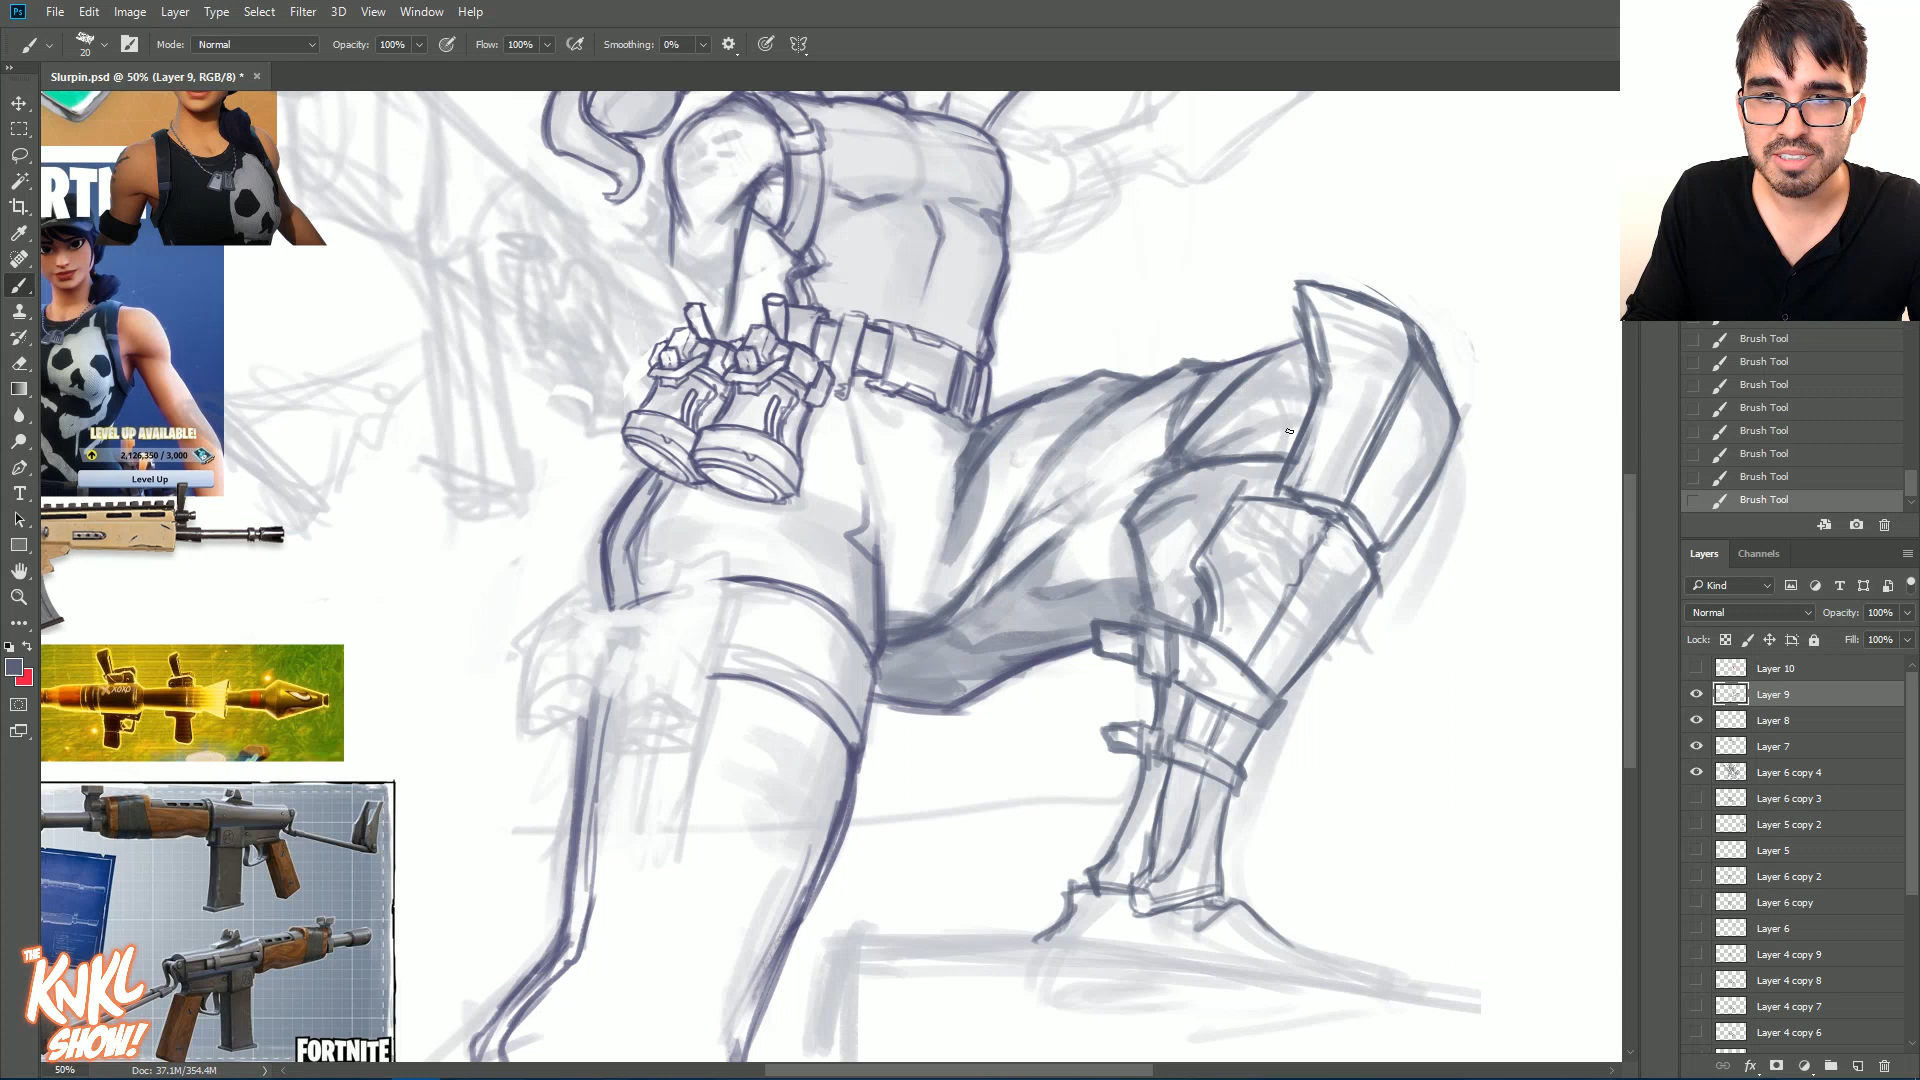 Ps File Edit Image Layer Type Select Filter 3D View Window Help
20 Mode: Normal Opacity: 100% Flow: 100% Smoothing: 0%
Slurpin.psd @ 50% (Layer 9, RGB/8) *
LEVEL UP AVAILABLE!
2,126,350 / 3,000
Level Up
XOXO
FORTNITE
THE
KNKL
SHOW!
50% Doc: 37.1M/354.4M
Brush Tool
Brush Tool
Brush Tool
Brush Tool
Brush Tool
Brush Tool
Brush Tool
Brush Tool
Layers Channels
Kind
Normal Opacity: 100%
Lock: Fill: 100%
Layer 10
Layer 9
Layer 8
Layer 7
Layer 6 copy 4
Layer 6 copy 3
Layer 5 copy 2
Layer 5
Layer 6 copy 2
Layer 6 copy
Layer 6
Layer 4 copy 9
Layer 4 copy 8
Layer 4 copy 7
Layer 4 copy 6